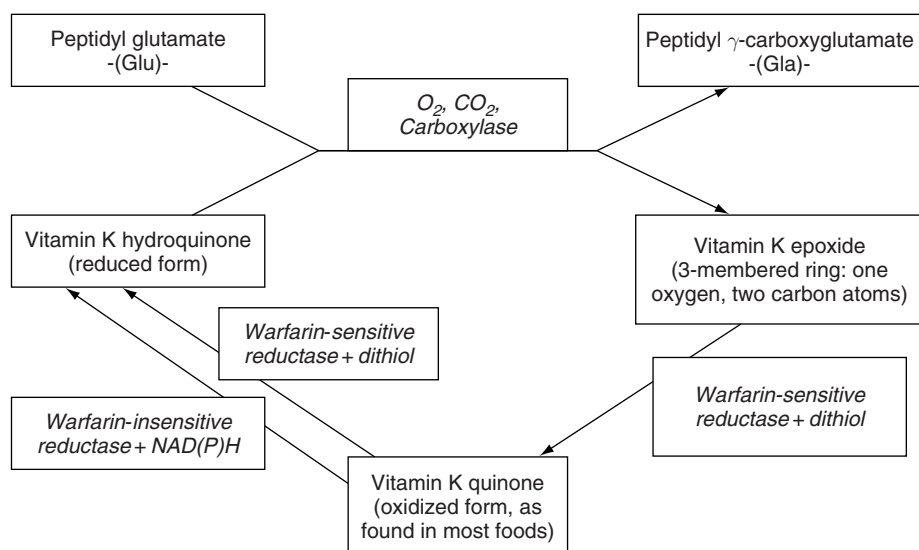 Peptidyl glutamate
-(Glu)-
Peptidyl γ-carboxyglutamate
-(Gla)-
O2, CO2,
Carboxylase
Vitamin K hydroquinone
(reduced form)
Vitamin K epoxide
(3-membered ring: one
oxygen, two carbon atoms)
Warfarin-sensitive
reductase + dithiol
Warfarin-sensitive
reductase + dithiol
Warfarin-insensitive
reductase + NAD(P)H
Vitamin K quinone
(oxidized form, as
found in most foods)